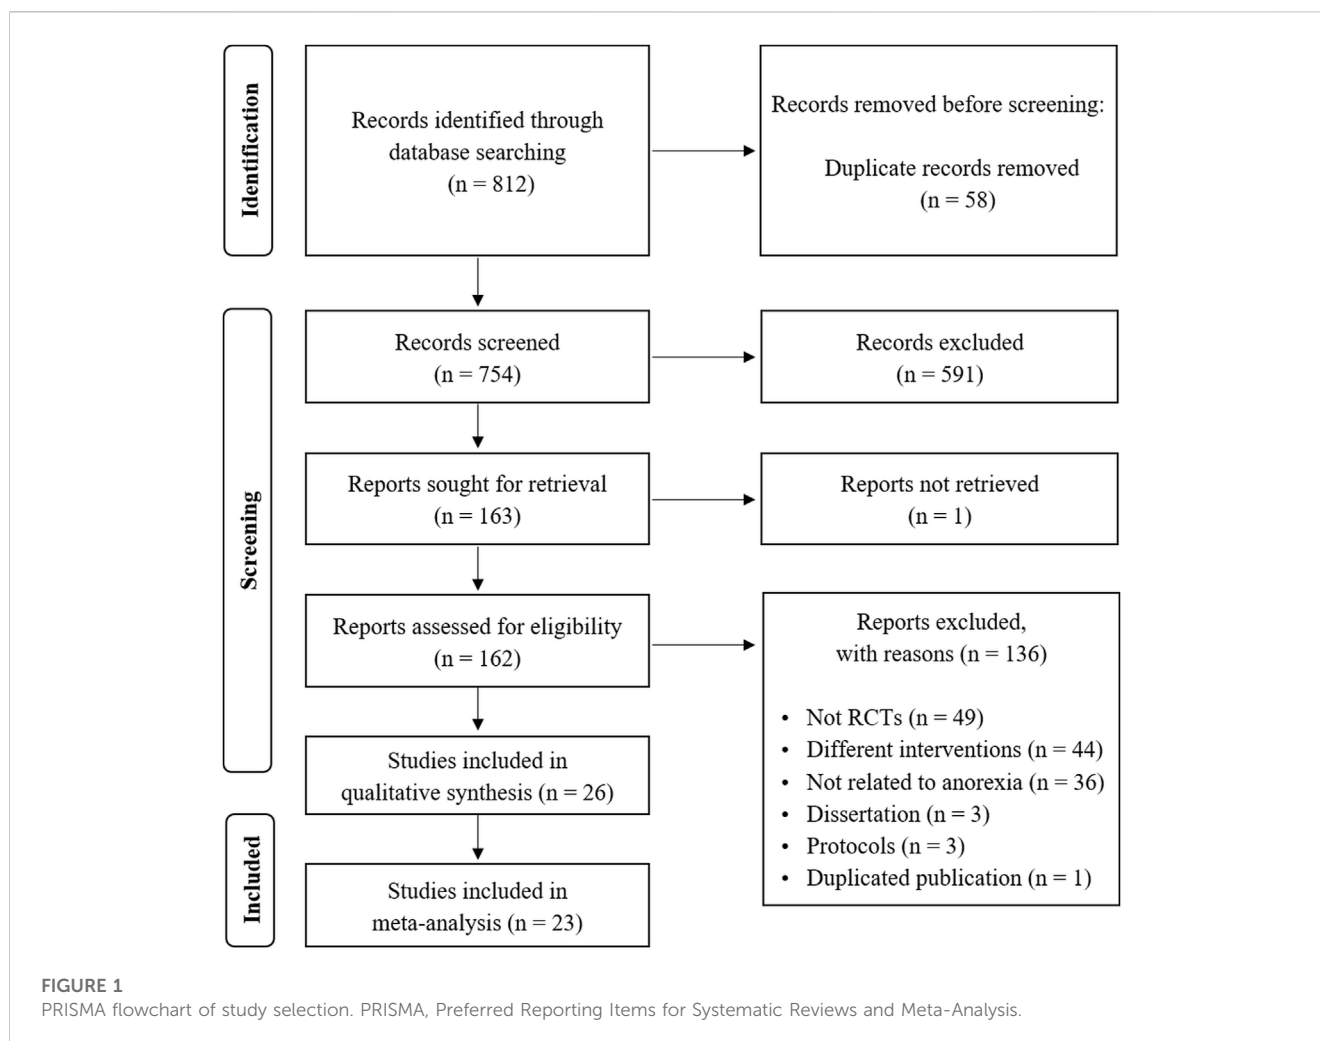 Identification
Records identified through
database searching
(n = 812)
Records removed before screening:
Duplicate records removed
(n = 58)
Screening
Records screened
(n = 754)
Records excluded
(n = 591)
Reports sought for retrieval
(n = 163)
Reports not retrieved
(n = 1)
Reports assessed for eligibility
(n = 162)
Reports excluded,
with reasons (n = 136)
• Not RCTs (n = 49)
• Different interventions (n = 44)
• Not related to anorexia (n = 36)
• Dissertation (n = 3)
• Protocols (n = 3)
• Duplicated publication (n = 1)
Studies included in
qualitative synthesis (n = 26)
Included
Studies included in
meta-analysis (n = 23)
FIGURE 1
PRISMA flowchart of study selection. PRISMA, Preferred Reporting Items for Systematic Reviews and Meta-Analysis.